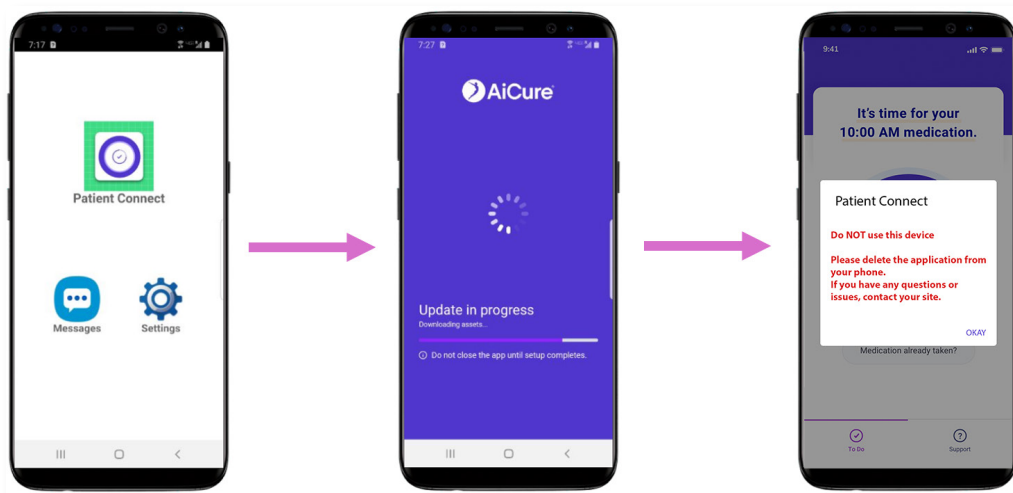 7:17
Patient Connect
Messages
Settings
7:27
AiCure
Update in progress
Downloading assets...
Do not close the app until setup completes.
9:41
It's time for your
10:00 AM medication.
Patient Connect
Do NOT use this device
Please delete the application from
your phone.
If you have any questions or
issues, contact your site.
OKAY
Medication already taken?
To Do
Support